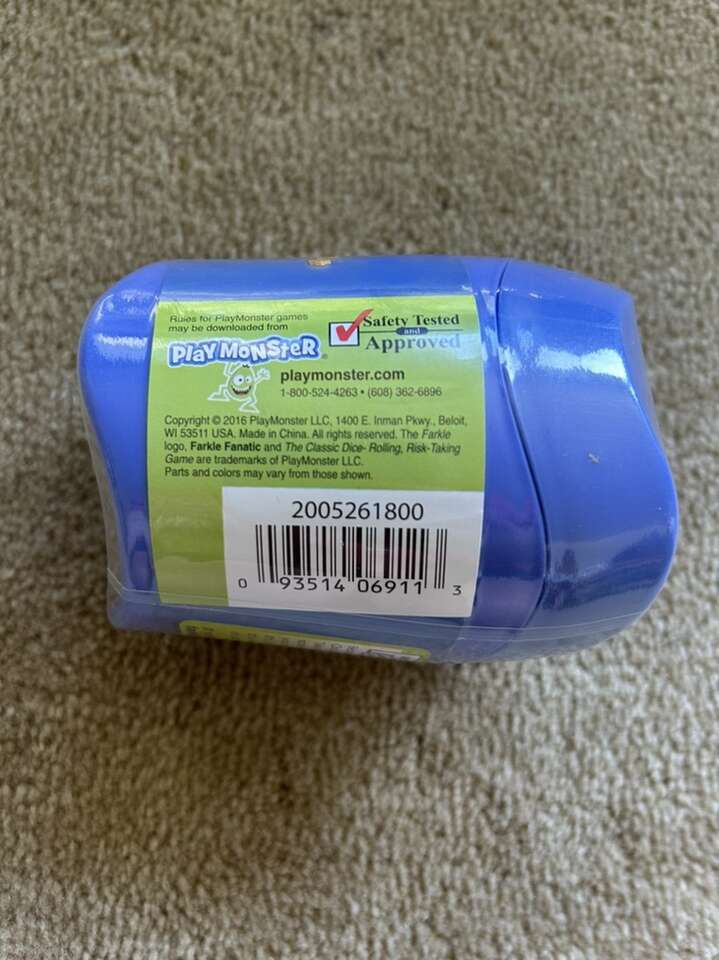 Rules for PlayMonster games
may be downloaded from
PLAY MONSTER®
Safety Tested
and
Approved
playmonster.com
1-800-524-4263 • (608) 362-6896
Copyright © 2016 PlayMonster LLC, 1400 E. Inman Pkwy., Beloit,
WI 53511 USA. Made in China. All rights reserved. The Farkle
logo, Farkle Fanatic and The Classic Dice- Rolling, Risk-Taking
Game are trademarks of PlayMonster LLC.
Parts and colors may vary from those shown.
2005261800
0 93514 06911 3